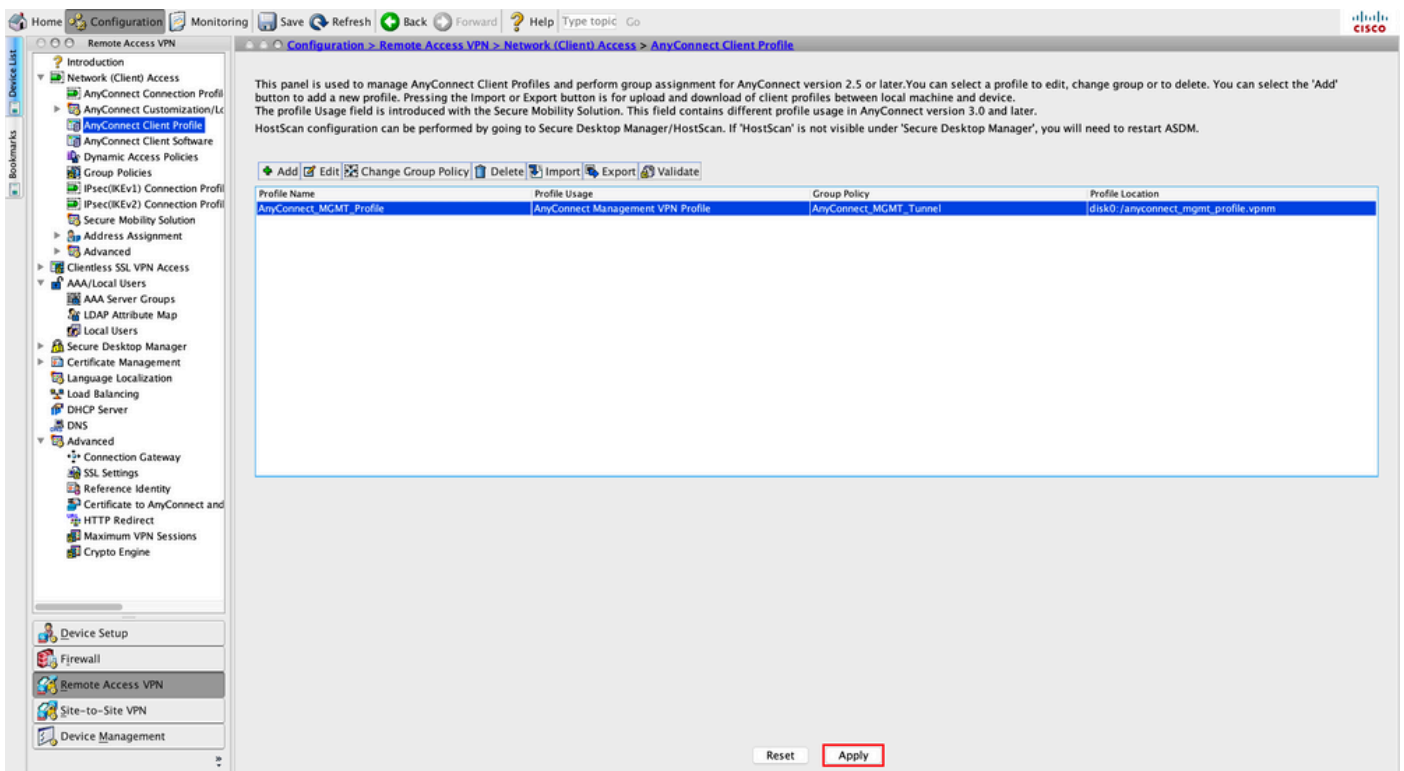 Home Configuration Monitoring Save Refresh Back Forward Help Type topic Go
cisco
Device List
Bookmarks
Remote Access VPN
Configuration > Remote Access VPN > Network (Client) Access > AnyConnect Client Profile
Introduction
Network (Client) Access
AnyConnect Connection Profil
AnyConnect Customization/Lo
AnyConnect Client Profile
AnyConnect Client Software
Dynamic Access Policies
Group Policies
IPsec(IKEv1) Connection Profil
IPsec(IKEv2) Connection Profil
Secure Mobility Solution
Address Assignment
Advanced
Clientless SSL VPN Access
AAA/Local Users
AAA Server Groups
LDAP Attribute Map
Local Users
Secure Desktop Manager
Certificate Management
Language Localization
Load Balancing
DHCP Server
DNS
Advanced
Connection Gateway
SSL Settings
Reference Identity
Certificate to AnyConnect and
HTTP Redirect
Maximum VPN Sessions
Crypto Engine
Device Setup
Firewall
Remote Access VPN
Site-to-Site VPN
Device Management
This panel is used to manage AnyConnect Client Profiles and perform group assignment for AnyConnect version 2.5 or later.You can select a profile to edit, change group or to delete. You can select the 'Add'
button to add a new profile. Pressing the Import or Export button is for upload and download of client profiles between local machine and device.
The profile Usage field is introduced with the Secure Mobility Solution. This field contains different profile usage in AnyConnect version 3.0 and later.
HostScan configuration can be performed by going to Secure Desktop Manager/HostScan. If 'HostScan' is not visible under 'Secure Desktop Manager', you will need to restart ASDM.
Add Edit Change Group Policy Delete Import Export Validate
Profile Name Profile Usage Group Policy Profile Location
AnyConnect_MGMT_Profile AnyConnect Management VPN Profile AnyConnect_MGMT_Tunnel disk0:/anyconnect_mgmt_profile.vpnm
Reset Apply